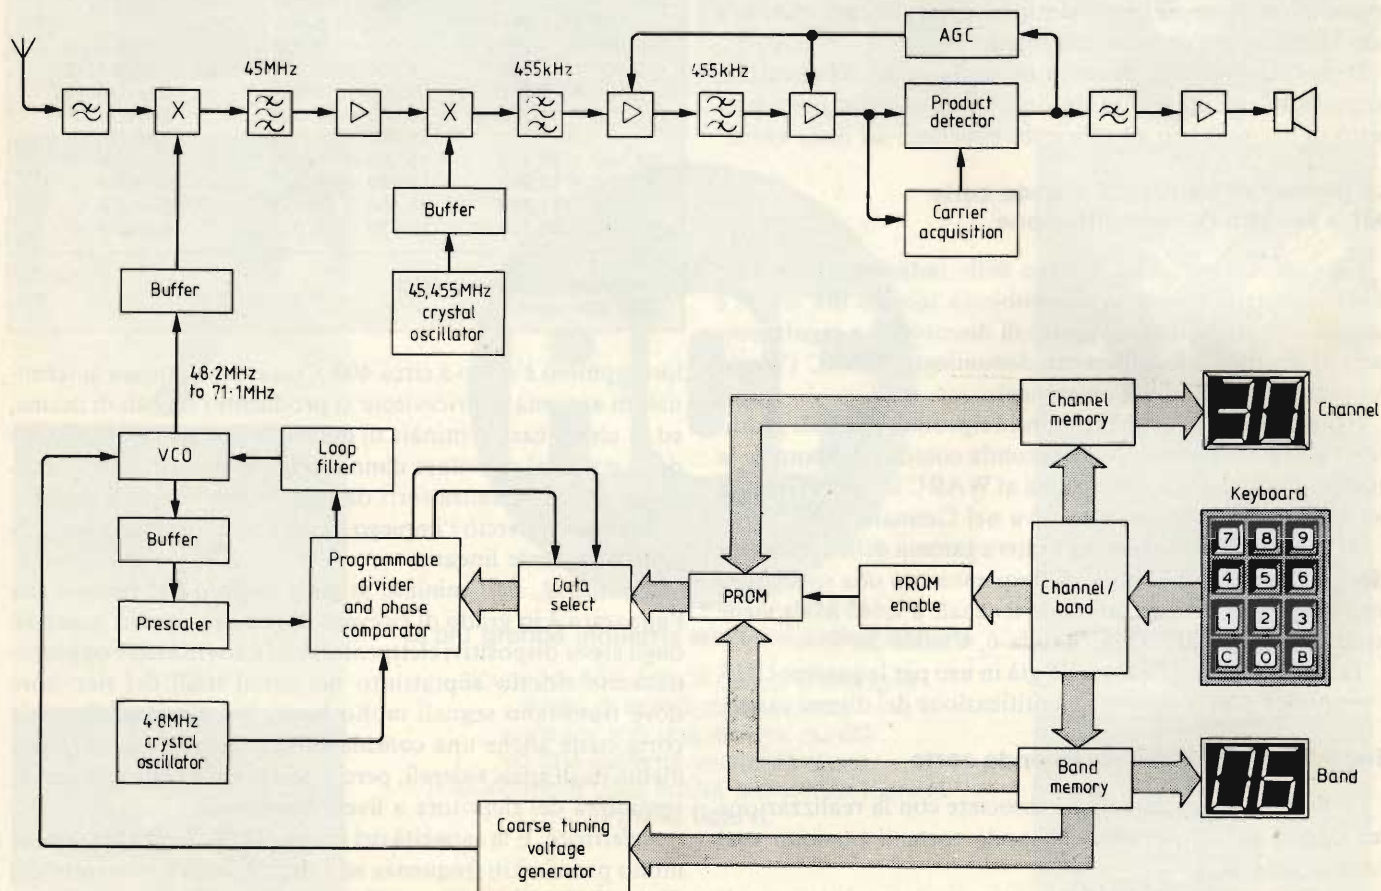 AGC
45MHz
455kHz
455kHz
X
X
Product
detector
Buffer
Carrier
acquisition
Buffer
45,455MHz
crystal
oscillator
48·2MHz
to 71·1MHz
Channel
memory
Channel
VCO
Loop
filter
Keyboard
Buffer
7 8 9
4 5 6
1 2 3
C 0 B
Programmable
divider
and phase
comparator
Data
select
PROM
PROM
enable
Channel/
band
Prescaler
4·8MHz
crystal
oscillator
Band
memory
06
Band
Coarse tuning
voltage
generator